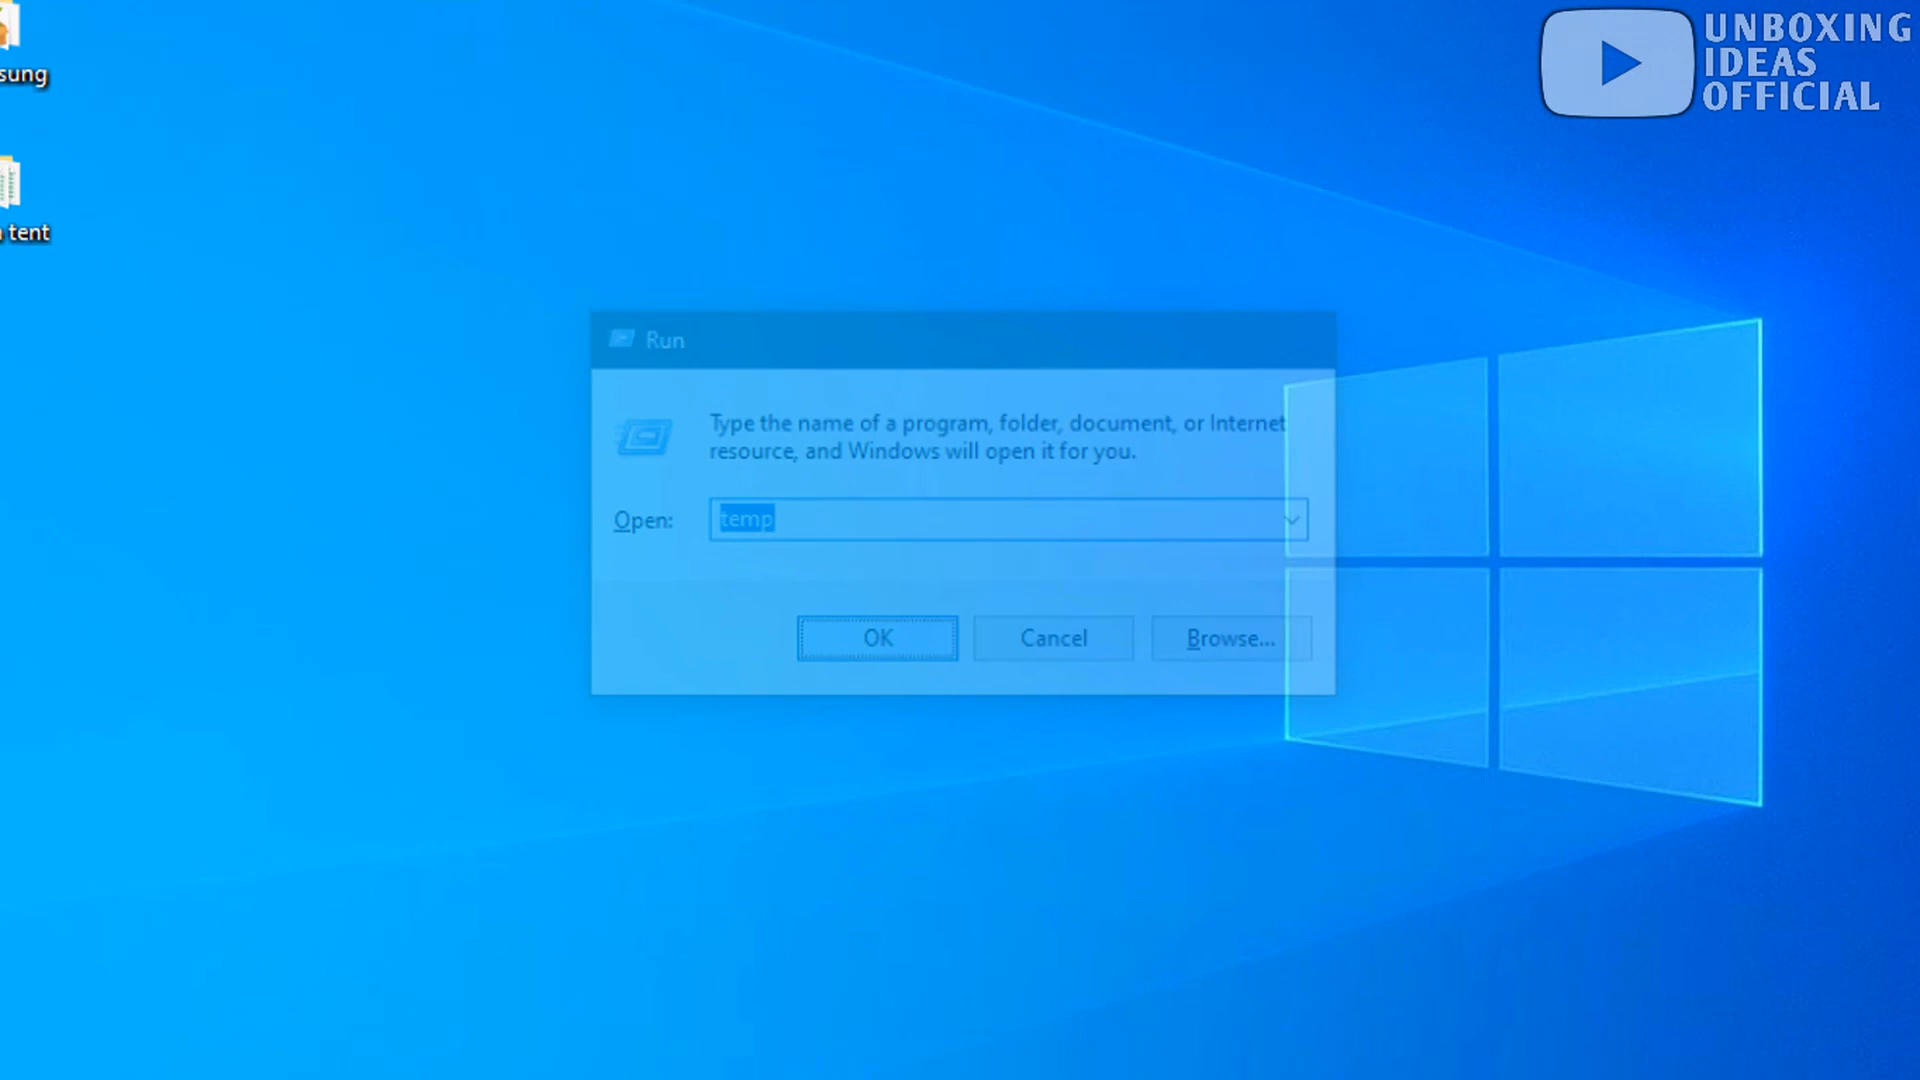 sung
tent
UNBOXING
IDEAS
OFFICIAL
Run
Type the name of a program, folder, document, or Internet
resource, and Windows will open it for you.
Open: temp
OK Cancel Browse...